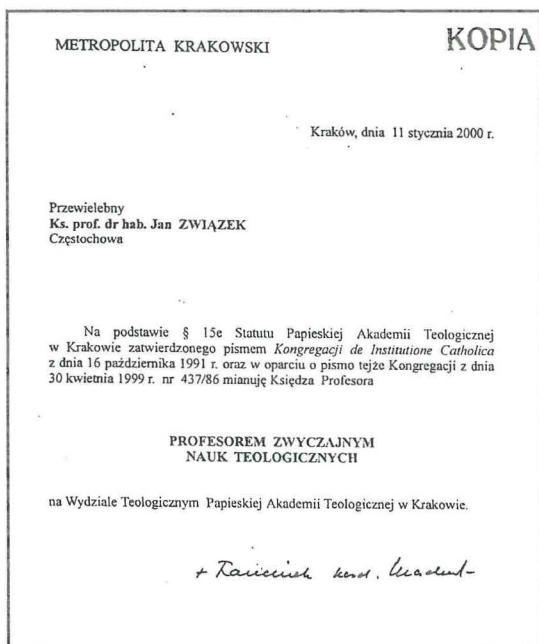 METROPOLITA KRAKOWSKI
KOPIA
Kraków, dnia 11 stycznia 2000 r.
Przewielebny
Ks. prof. dr hab. Jan ZWIĄZEK
Częstochowa
Na podstawie § 15e Statutu Papieskiej Akademii Teologicznej
w Krakowie zatwierdzonego pismem Kongregacji de Institutione Catholica
z dnia 16 października 1991 r. oraz w oparciu o pismo tejże Kongregacji z dnia
30 kwietnia 1999 r. nr 437/86 mianuję Księdza Profesora
PROFESOREM ZWYCZAJNYM
NAUK TEOLOGICZNYCH
na Wydziale Teologicznym Papieskiej Akademii Teologicznej w Krakowie.
+ Franciszek kard. Macharski